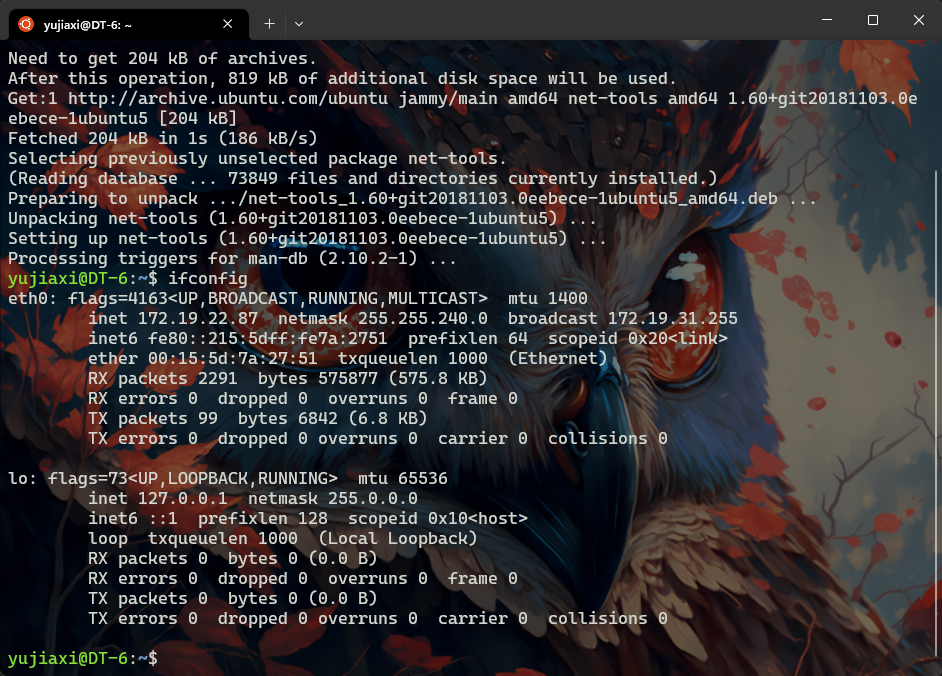 yujiaxi@DT-6: ~
Need to get 204 kB of archives.
After this operation, 819 kB of additional disk space will be used.
Get:1 http://archive.ubuntu.com/ubuntu jammy/main amd64 net-tools amd64 1.60+git20181103.0e
ebece-1ubuntu5 [204 kB]
Fetched 204 kB in 1s (186 kB/s)
Selecting previously unselected package net-tools.
(Reading database ... 73849 files and directories currently installed.)
Preparing to unpack .../net-tools_1.60+git20181103.0eebece-1ubuntu5_amd64.deb ...
Unpacking net-tools (1.60+git20181103.0eebece-1ubuntu5) ...
Setting up net-tools (1.60+git20181103.0eebece-1ubuntu5) ...
Processing triggers for man-db (2.10.2-1) ...
yujiaxi@DT-6:~$ ifconfig
eth0: flags=4163<UP,BROADCAST,RUNNING,MULTICAST>  mtu 1400
        inet 172.19.22.87  netmask 255.255.240.0  broadcast 172.19.31.255
        inet6 fe80::215:5dff:fe7a:2751  prefixlen 64  scopeid 0x20<link>
        ether 00:15:5d:7a:27:51  txqueuelen 1000  (Ethernet)
        RX packets 2291  bytes 575877 (575.8 KB)
        RX errors 0  dropped 0  overruns 0  frame 0
        TX packets 99  bytes 6842 (6.8 KB)
        TX errors 0  dropped 0 overruns 0  carrier 0  collisions 0
lo: flags=73<UP,LOOPBACK,RUNNING>  mtu 65536
        inet 127.0.0.1  netmask 255.0.0.0
        inet6 ::1  prefixlen 128  scopeid 0x10<host>
        loop  txqueuelen 1000  (Local Loopback)
        RX packets 0  bytes 0 (0.0 B)
        RX errors 0  dropped 0  overruns 0  frame 0
        TX packets 0  bytes 0 (0.0 B)
        TX errors 0  dropped 0 overruns 0  carrier 0  collisions 0
yujiaxi@DT-6:~$